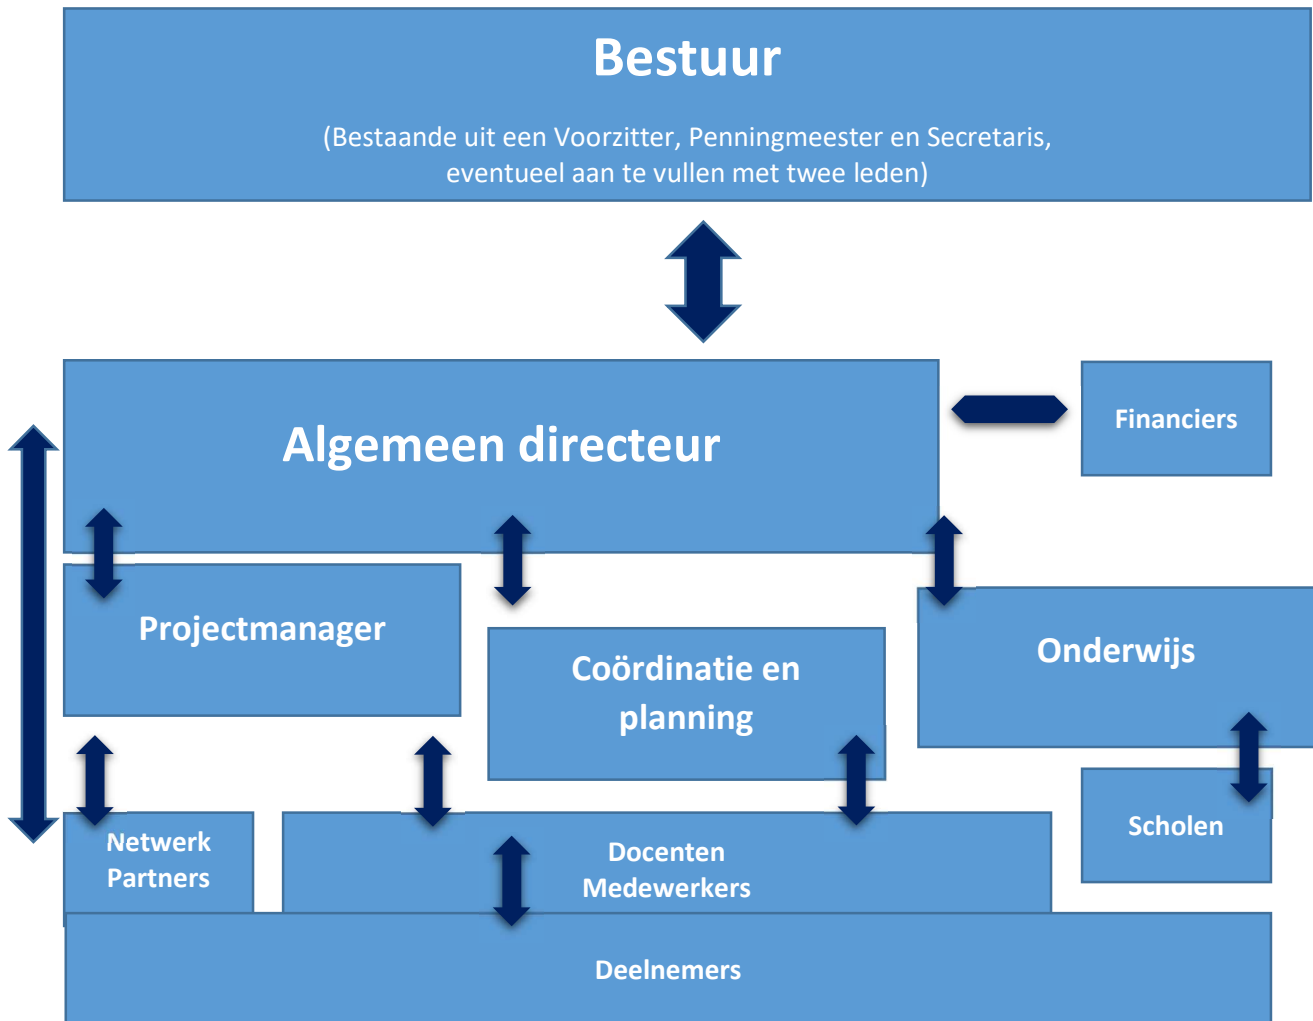 Bestuur
(Bestaande uit een Voorzitter, Penningmeester en Secretaris,
eventueel aan te vullen met twee leden)
Algemeen directeur
Financiers
Projectmanager
Coördinatie en
planning
Onderwijs
Netwerk
Partners
Docenten
Medewerkers
Scholen
Deelnemers